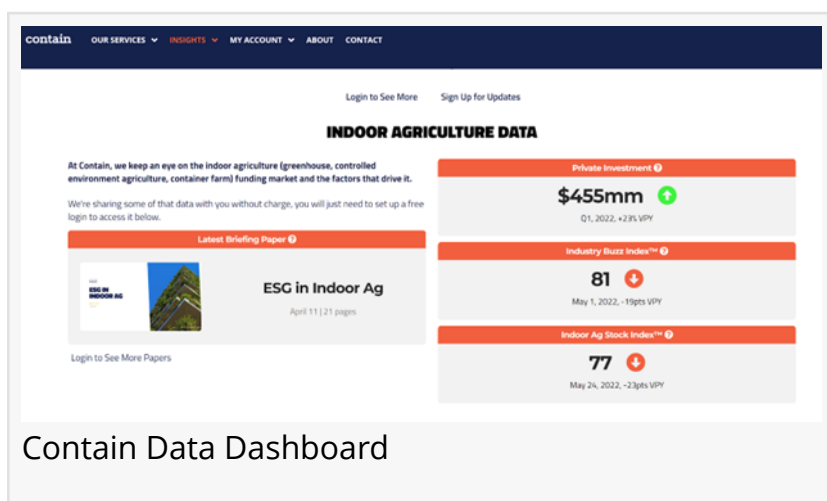 contain OUR SERVICES INSIGHTS MY ACCOUNT ABOUT CONTACT
Login to See More Sign Up for Updates
INDOOR AGRICULTURE DATA
At Contain, we keep an eye on the indoor agriculture (greenhouse, controlled
environment agriculture, container farm) funding market and the factors that drive it.
We're sharing some of that data with you without charge, you will just need to set up a free
login to access it below.
Latest Briefing Paper ?
ESG IN
INDOOR AG
ESG in Indoor Ag
April 11 | 21 pages
Login to See More Papers
Private Investment ?
$455mm
Q1, 2022, +23% VPY
Industry Buzz Index™ ?
81
May 1, 2022, -19pts VPY
Indoor Ag Stock Index™ ?
77
May 24, 2022, -23pts VPY
Contain Data Dashboard